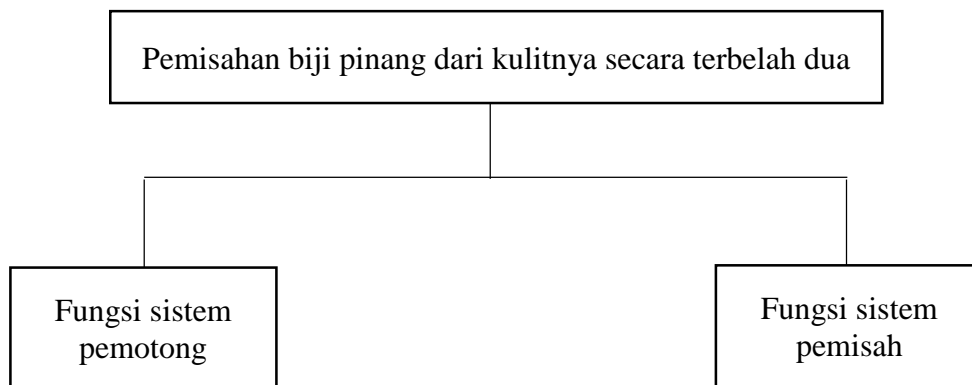 Pemisahan biji pinang dari kulitnya secara terbelah dua
Fungsi sistem
pemotong
Fungsi sistem
pemisah